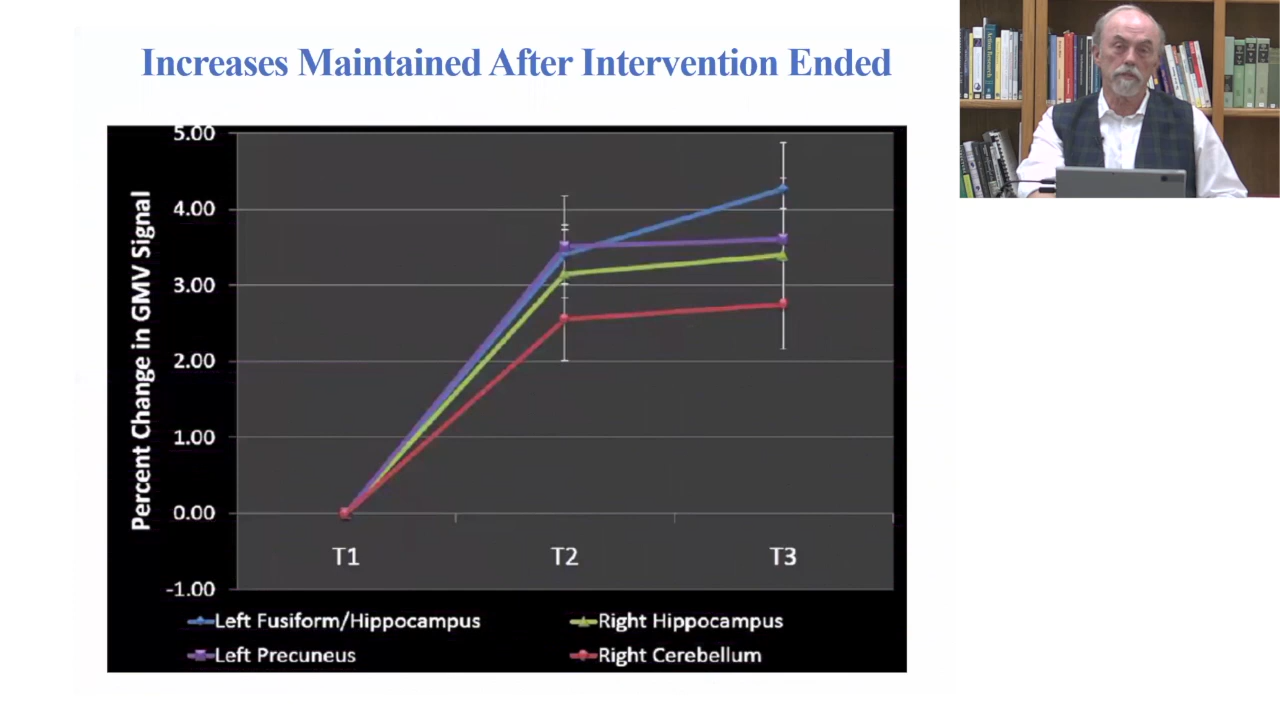 Increases Maintained After Intervention Ended
Percent Change in GMV Signal
5.00
4.00
3.00
2.00
1.00
0.00
-1.00
T1 T2 T3
Left Fusiform/Hippocampus Right Hippocampus
Left Precuneus Right Cerebellum